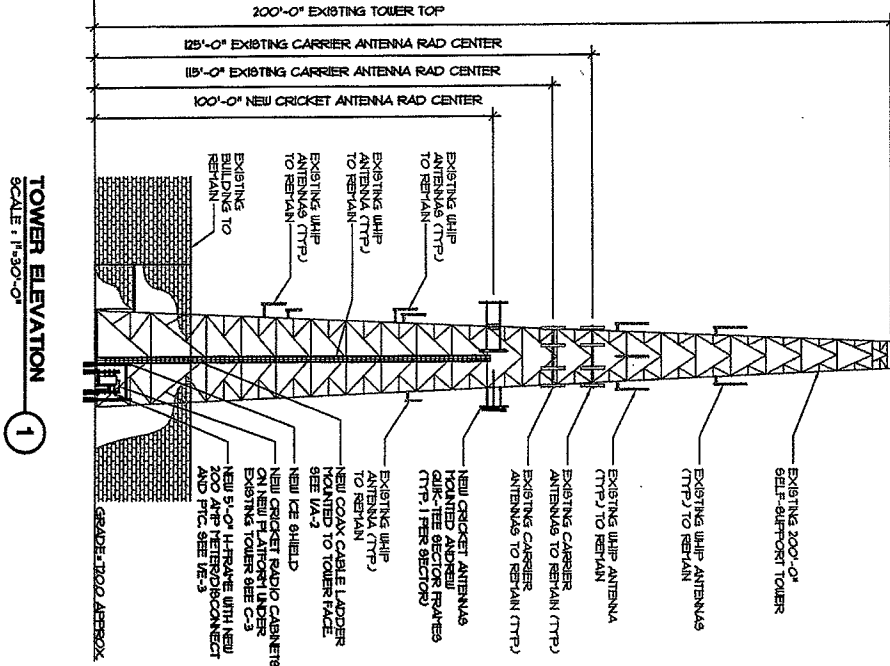 200'-0" EXISTING TOWER TOP
125'-0" EXISTING CARRIER ANTENNA RAD CENTER
115'-0" EXISTING CARRIER ANTENNA RAD CENTER
100'-0" NEW CRICKET ANTENNA RAD CENTER
EXISTING WHIP
ANTENNAS (TYP.)
TO REMAIN
EXISTING WHIP
ANTENNA (TYP.)
TO REMAIN
EXISTING WHIP
ANTENNAS (TYP.)
TO REMAIN
EXISTING
BUILDING TO
REMAIN
EXISTING 200'-0"
SELF-SUPPORT TOWER
EXISTING WHIP ANTENNAS
(TYP.) TO REMAIN
EXISTING WHIP ANTENNA
(TYP.) TO REMAIN
EXISTING CARRIER
ANTENNAS TO REMAIN (TYP.)
EXISTING CARRIER
ANTENNAS TO REMAIN (TYP.)
NEW CRICKET ANTENNAS
MOUNTED ANDREW
QUIK-TEE SECTOR FRAMES
(TYP. 1 PER SECTOR)
EXISTING WHIP
ANTENNA (TYP.)
TO REMAIN
NEW COAX CABLE LADDER
MOUNTED TO TOWER FACE.
SEE 1/A-2
NEW ICE SHIELD
NEW CRICKET RADIO CABINETS
ON NEW PLATFORM UNDER
EXISTING TOWER SEE C-3
NEW 5'-0" H-FRAME WITH NEW
200 AMP METER/DISCONNECT
AND PTC. SEE 1/E-3
GRADE=720.0 APPROX.
TOWER ELEVATION
SCALE : 1"=30'-0"
1